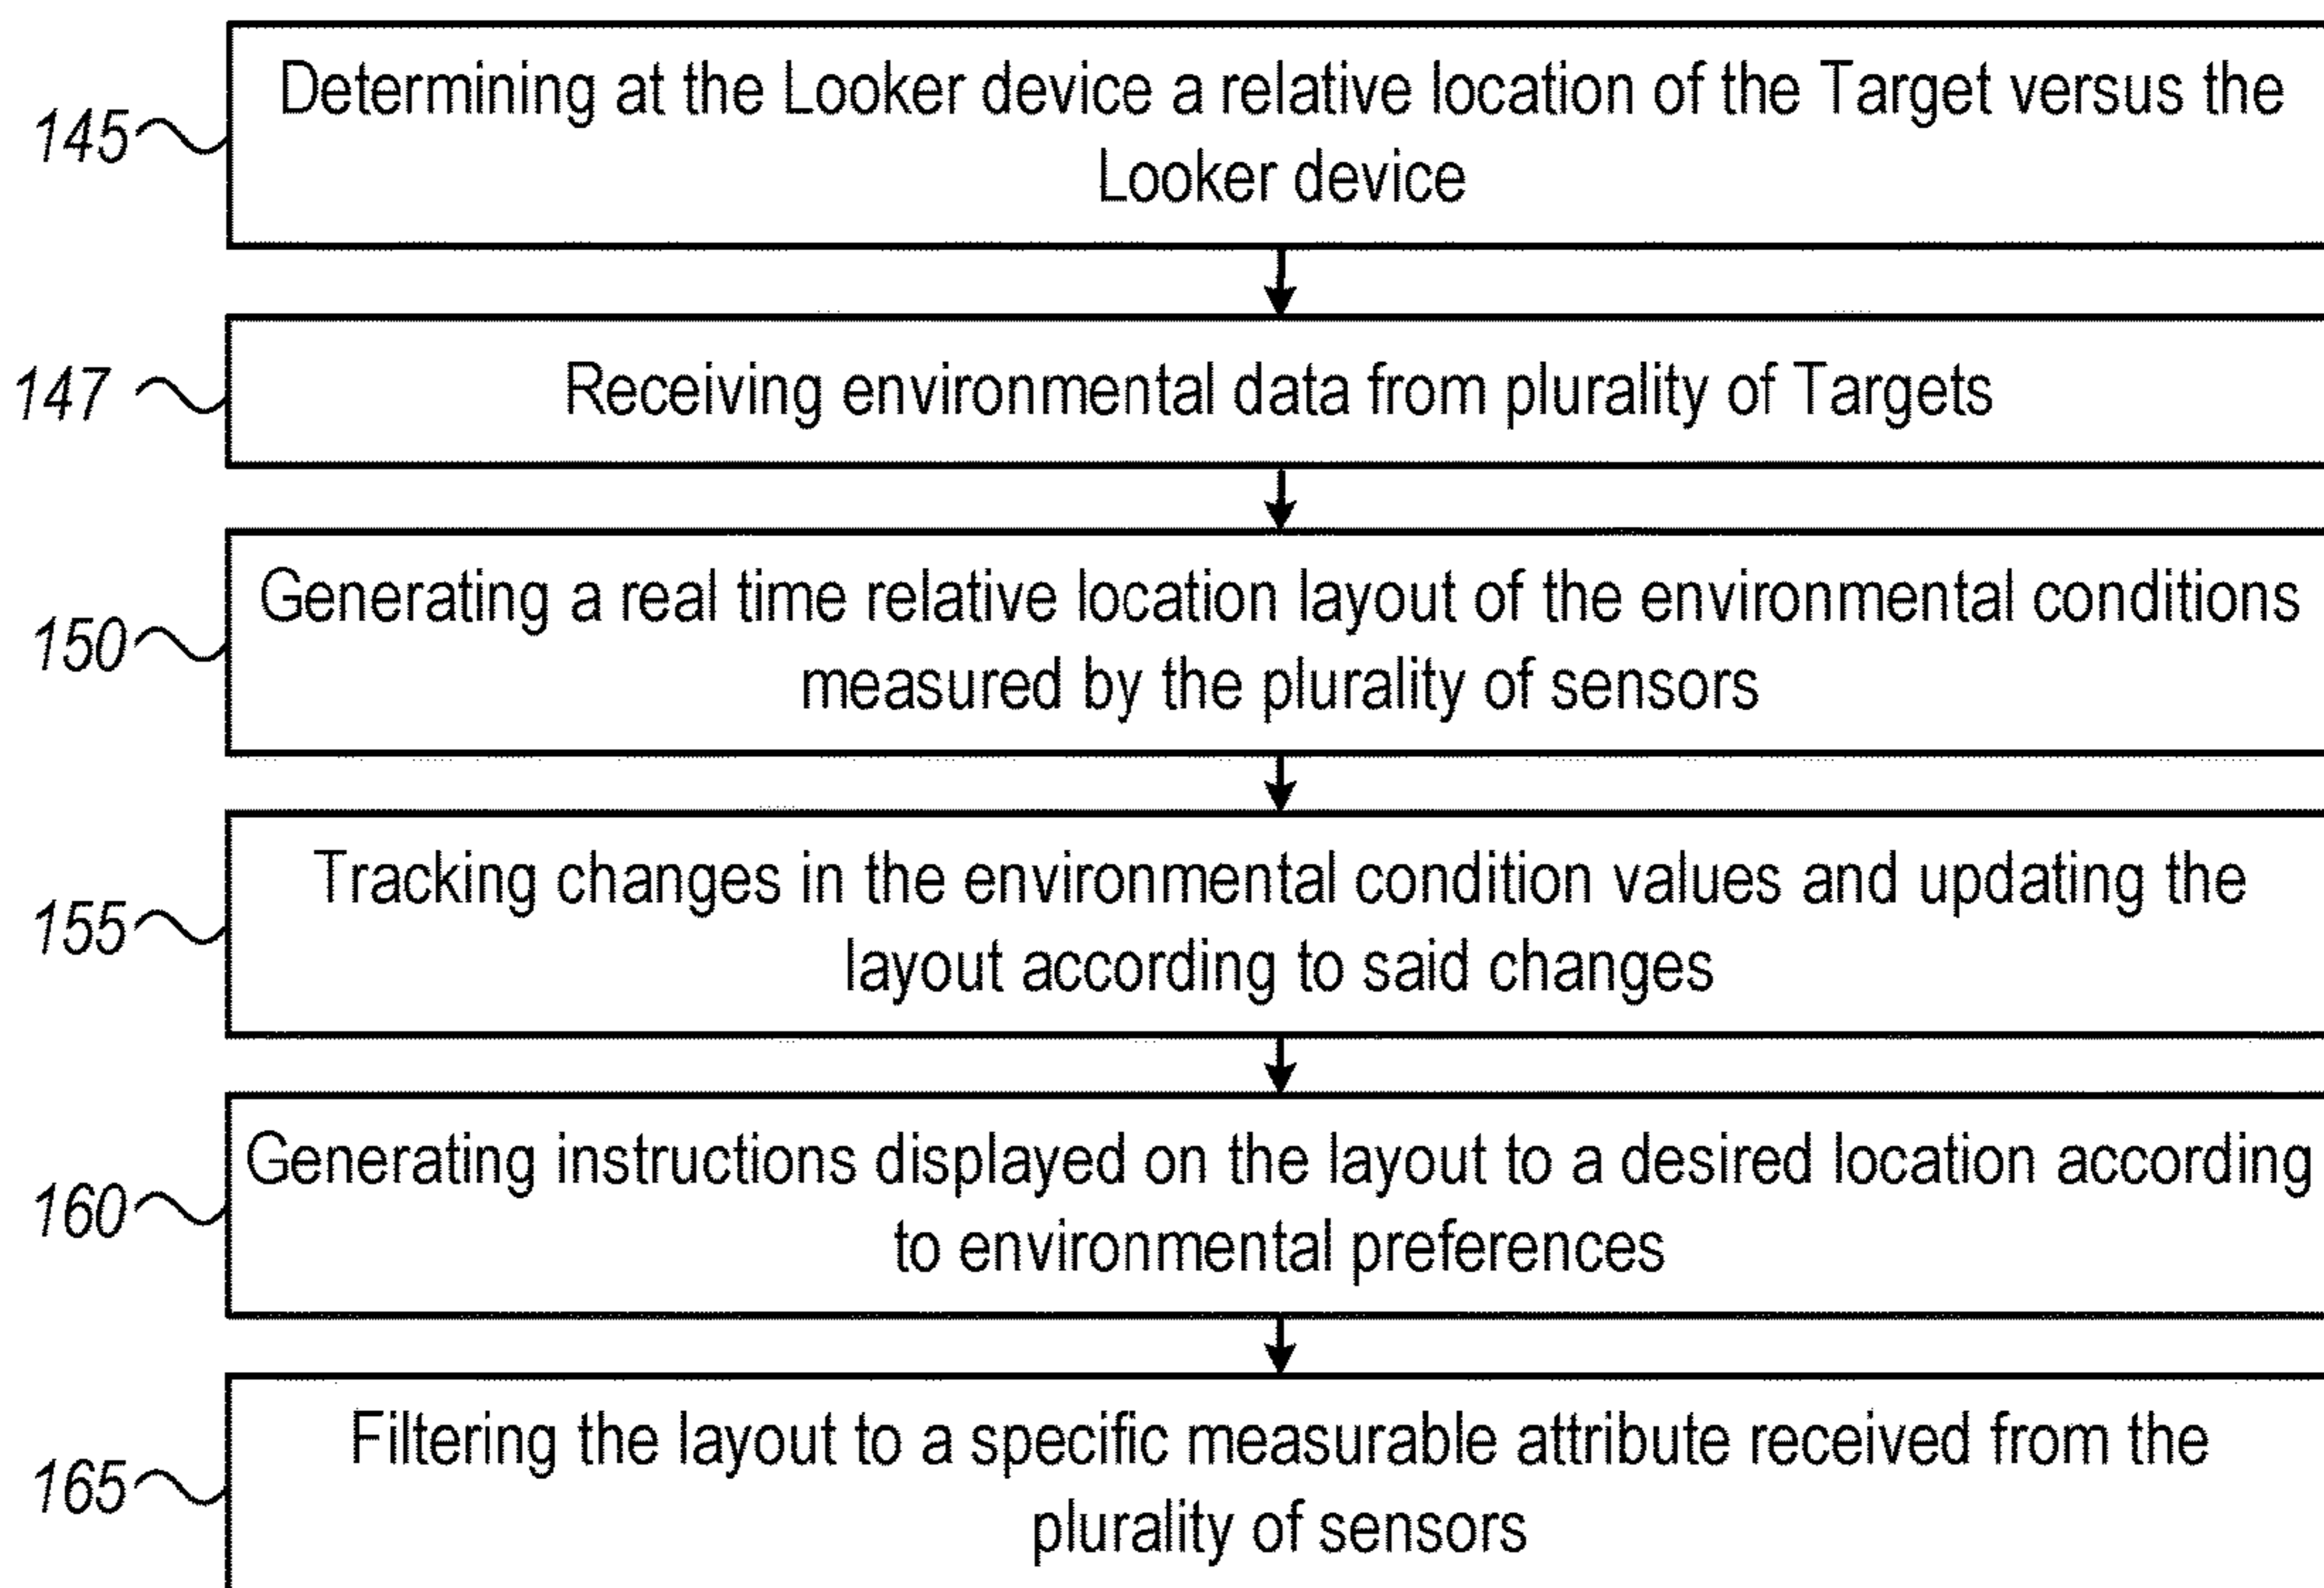 Determining at the Looker device a relative location of the Target versus the
145
Looker device
147
Receiving environmental data from plurality of Targets
Generating a real time relative location layout of the environmental conditions
150
measured by the plurality of sensors
Tracking changes in the environmental condition values and updating the
155
layout according to said changes
Generating instructions displayed on the layout to a desired location according
160
to environmental preferences
Filtering the layout to a specific measurable attribute received from the
165
plurality of sensors